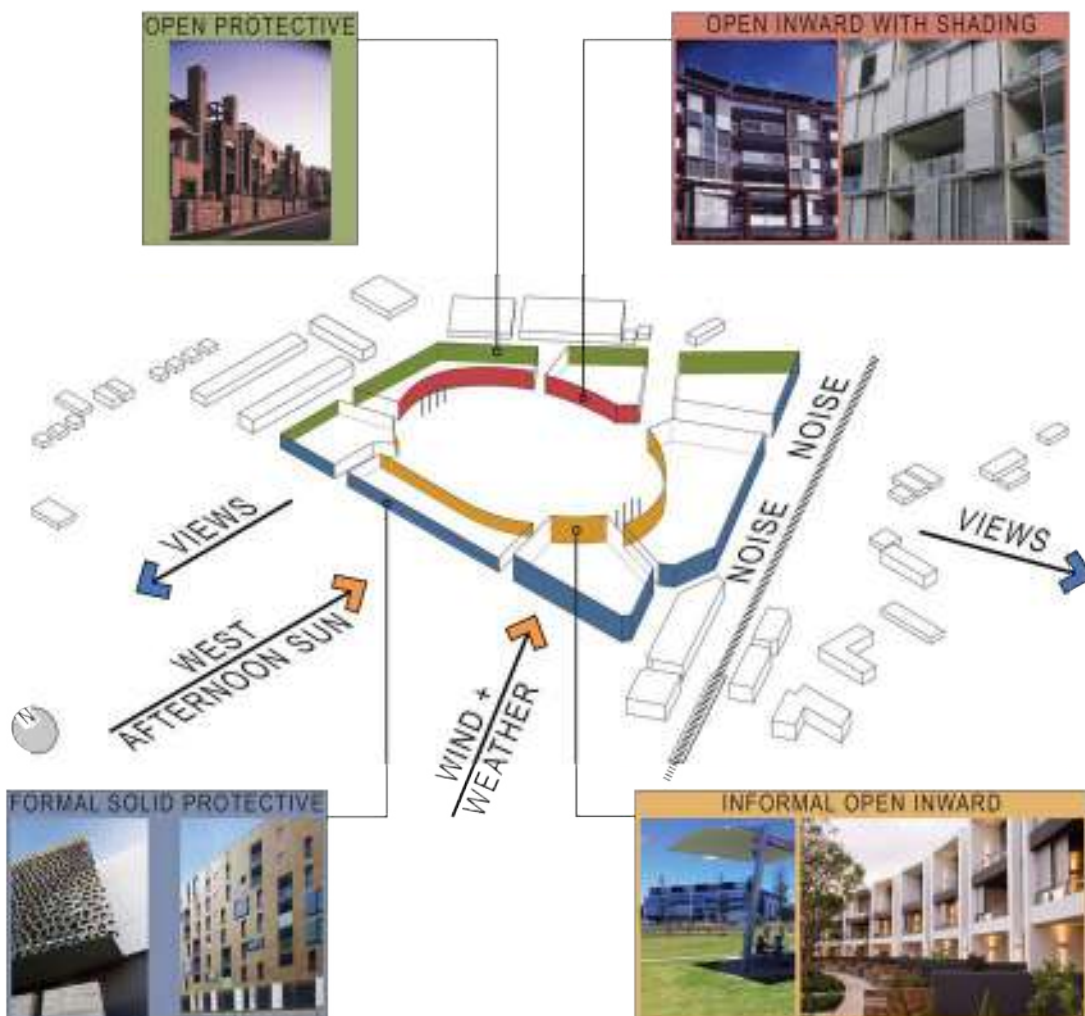 OPEN PROTECTIVE
OPEN INWARD WITH SHADING
NOISE
NOISE
VIEWS
VIEWS
WEST
AFTERNOON SUN
WIND +
WEATHER
N
FORMAL SOLID PROTECTIVE
INFORMAL OPEN INWARD